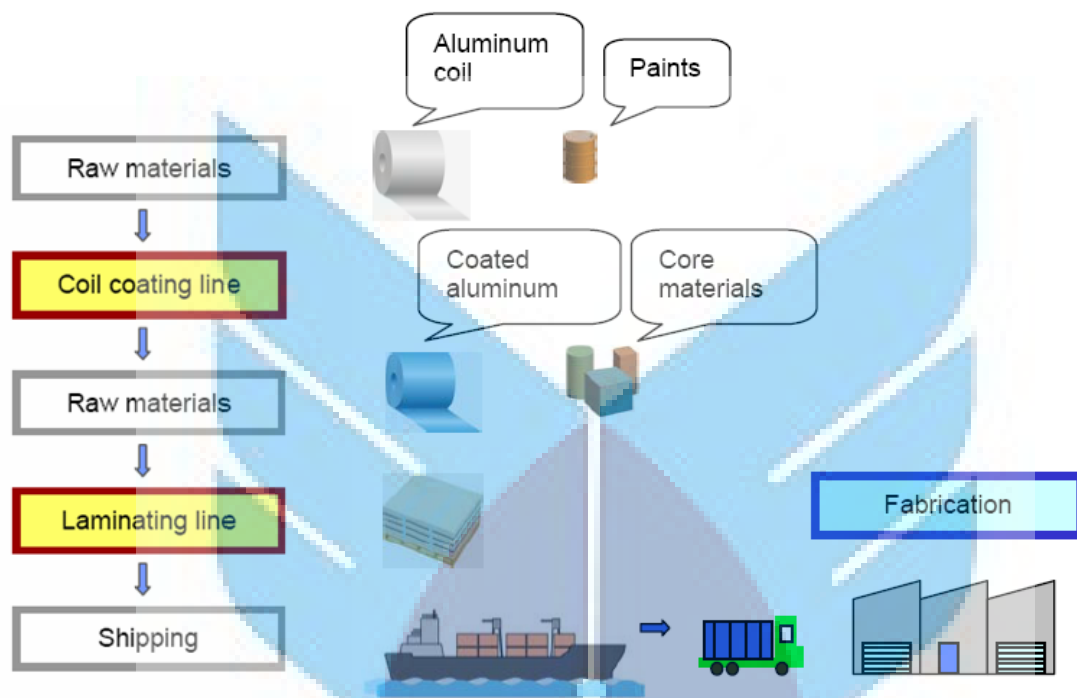 Aluminum
coil
Paints
Raw materials
Coil coating line
Coated
aluminum
Core
materials
Raw materials
Laminating line
Fabrication
Shipping